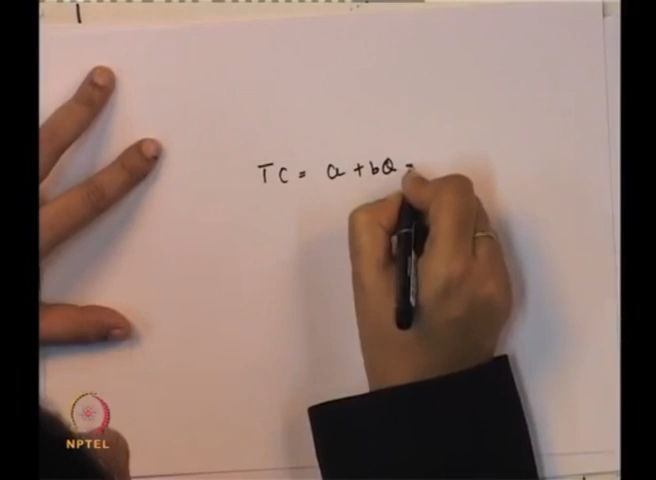 TC = a + bQ -
NPTEL